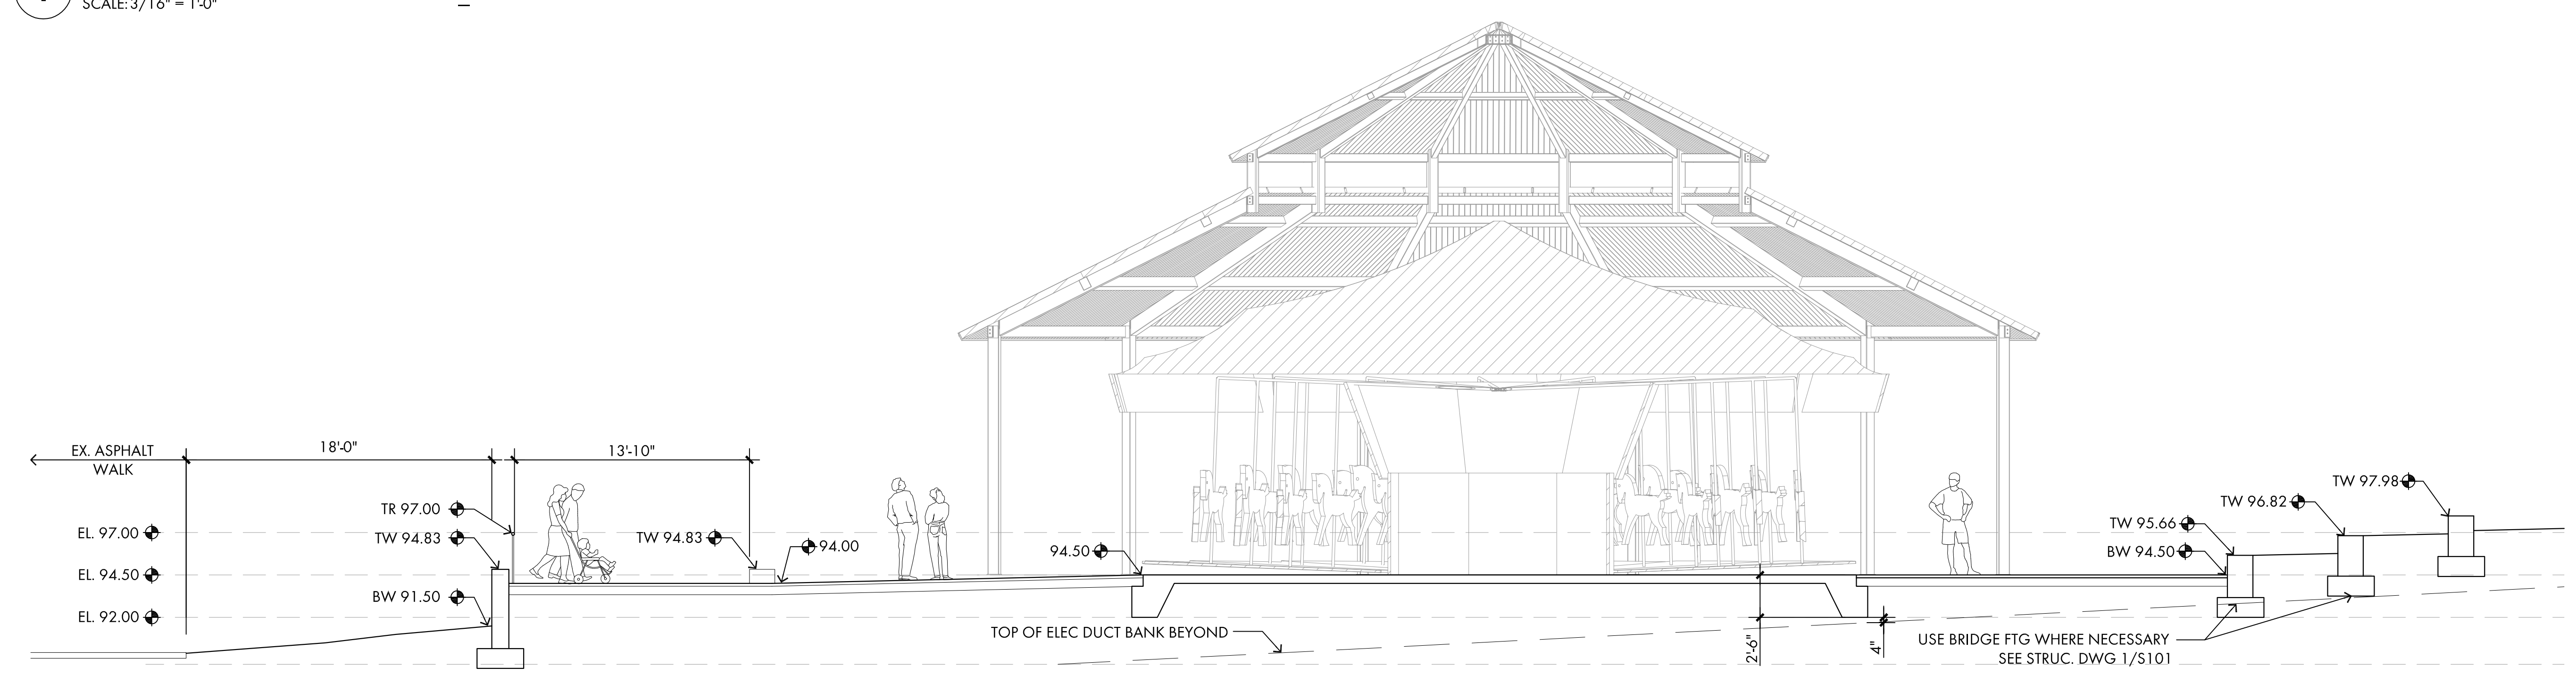 SCALE: 3/16" = 1'-0"
EX. ASPHALT
WALK
18'-0"
13'-10"
TR 97.00
TW 94.83
BW 91.50
EL. 97.00
EL. 94.50
EL. 92.00
TW 94.83
94.00
94.50
TOP OF ELEC DUCT BANK BEYOND
2'-6"
4"
TW 97.98
TW 96.82
TW 95.66
BW 94.50
USE BRIDGE FTG WHERE NECESSARY
SEE STRUC. DWG 1/S101